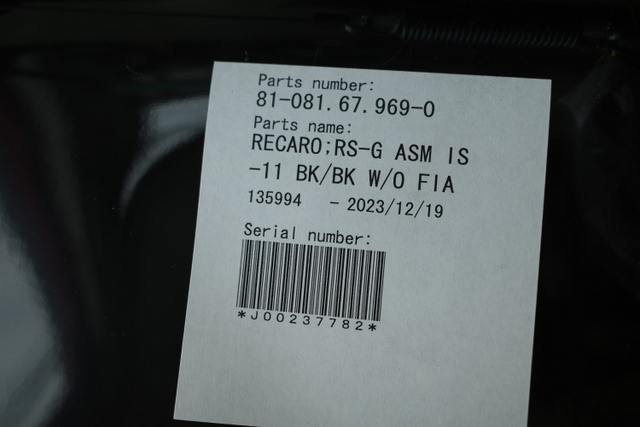 Parts number:
81-081.67.969-0
Parts name:
RECARO;RS-G ASM IS
-11 BK/BK W/O FIA
135994 - 2023/12/19
Serial number:
*J00237782*